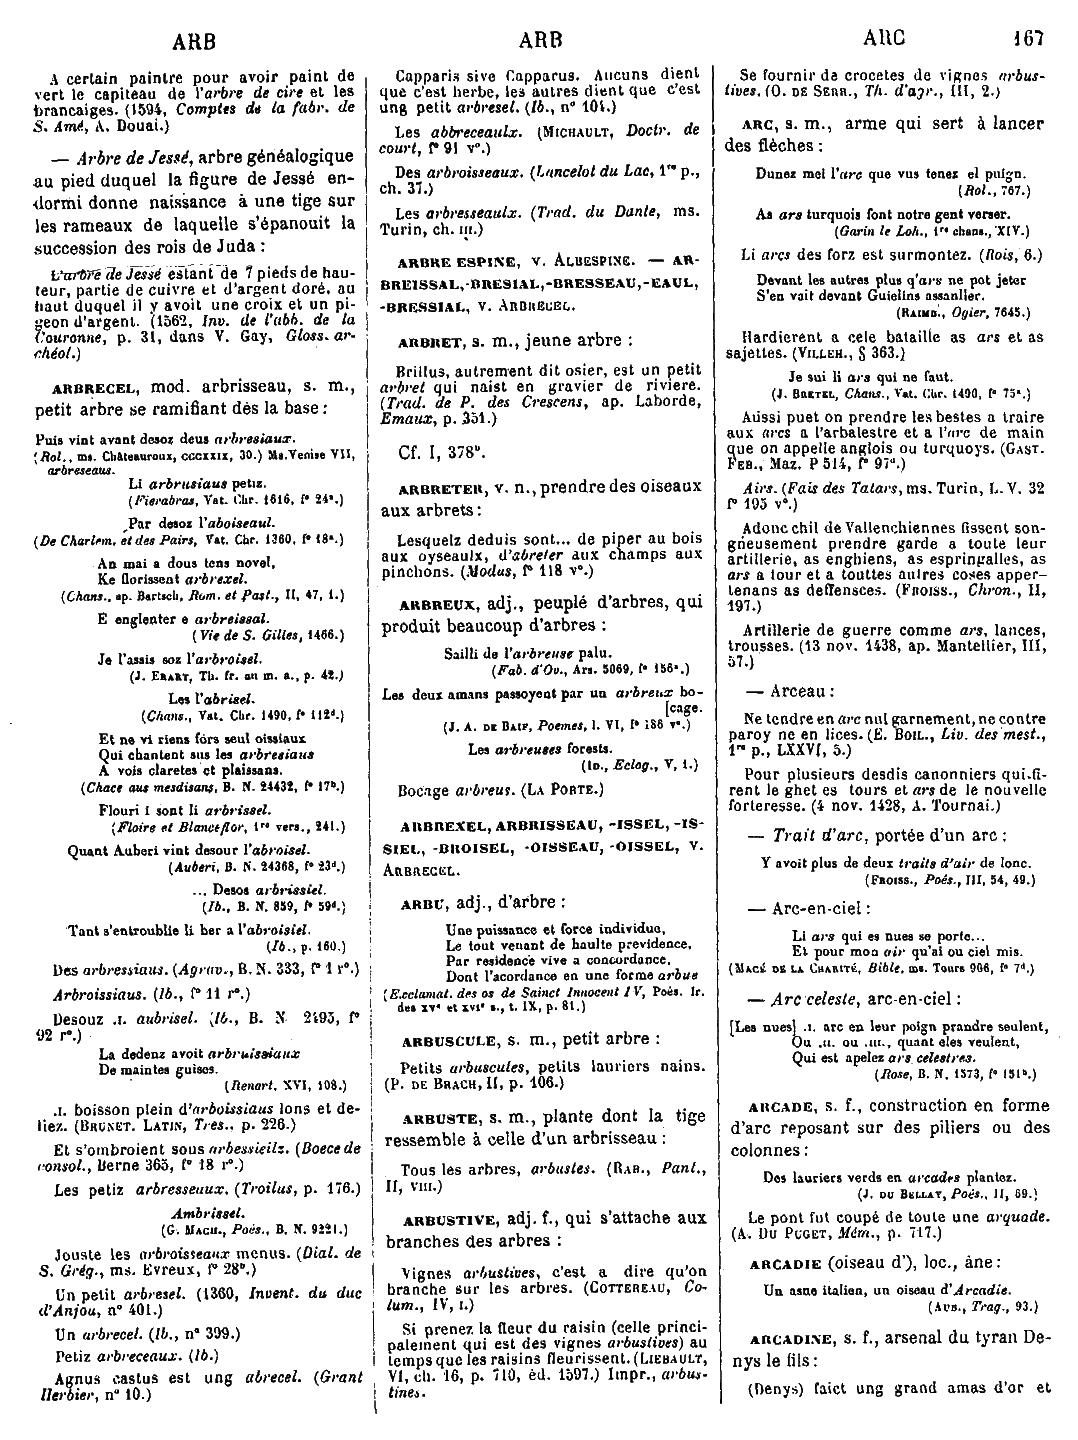 ARB
ARB
ARC 167
A certain paintre pour avoir paint de
vert le capiteau de l'arbre de cire et les
brancaiges. (1594, Comptes de la fabr. de
S. Amé, A. Douai.)
— Arbre de Jessé, arbre généalogique
au pied duquel la figure de Jessé en-
dormi donne naissance à une tige sur
les rameaux de laquelle s'épanouit la
succession des rois de Juda :
L'arbre de Jessé estant de 7 pieds de hau-
teur, partie de cuivre et d'argent doré, au
haut duquel il y avoit une croix et un pi-
geon d'argent. (1562, Inv. de l'abb. de la
Couronne, p. 31, dans V. Gay, Gloss. ar-
chéol.)
ARBRECEL, mod. arbrisseau, s. m.,
petit arbre se ramifiant dès la base :
Puis vint avant desoz deus arbresiaux.
(Rol., ms. Châteauroux, CCCXXIX, 30.) Ms. Venise VII,
arbreseaus.
Li arbrusiaus petiz.
(Fierabras, Vat. Chr. 1616, f° 24ª.)
Par desoz l'aboiseaul.
(De Charlem. et des Pairs, Vat. Chr. 1360, f° 18ª.)
An mai a dous tens novel,
Ke florissent arbrexel.
(Chans., ap. Bartsch, Rom. et Past., II, 47, 1.)
E englenter e arbreissal.
(Vie de S. Gilles, 1466.)
Je l'assis soz l'arbroisel.
(J. ERART, Th. fr. au m. a., p. 42.)
Les l'abrisel.
(Chans., Vat. Chr. 1490, f° 112d.)
Et ne vi riens fors seul oissiaux
Qui chantent sus les arbresiaus
A vois claretes et plaissans.
(Chace aus mesdisans, B. N. 24432, f° 17b.)
Flouri i sont li arbrissel.
(Floire et Blanceflor, 1re vers., 241.)
Quant Auberi vint desour l'abroisel.
(Auberi, B. N. 24368, f° 23d.)
... Desos arbrissiel.
(Ib., B. N. 859, f° 59d.)
Tant s'entroublie li ber a l'abroisiel.
(Ib., p. 160.)
Des arbressiaus. (Agrav., B. N. 333, f° 1 r°.)
Arbroissiaus. (Ib., f° 11 r°.)
Desouz .I. aubrisel. (Ib., B. N. 2493, f°
92 r°.)
La dedenz avoit arbruissiaux
De maintes guises.
(Renart, XVI, 108.)
.I. boisson plein d'arboissiaus lons et de-
liez. (BRUNET. LATIN, Tres., p. 226.)
Et s'ombroient sous arbessieilz. (Boece de
consol., Berne 365, f° 18 r°.)
Les petiz arbresseaux. (Troilus, p. 176.)
Ambrissel.
(G. MACH., Poés., B. N. 9221.)
Jouste les arbroisseaux menus. (Dial. de
S. Grég., ms. Evreux, f° 28b.)
Un petit arbresel. (1360, Invent. du duc
d'Anjou, n° 401.)
Un arbrecel. (Ib., n° 399.)
Petiz arbreceaux. (Ib.)
Agnus castus est ung abrecel. (Grant
Herbier, n° 10.)
Capparis sive Capparus. Aucuns dient
que c'est herbe, les autres dient que c'est
ung petit arbresel. (Ib., n° 101.)
Les abbreceaulx. (MICHAULT, Doctr. de
court, f° 91 v°.)
Des arbroisseaux. (Lancelot du Lac, 1re p.,
ch. 37.)
Les arbresseaulx. (Trad. du Dante, ms.
Turin, ch. III.)
ARBRE ESPINE, v. ALBESPINE. — AR-
BREISSAL, -BRESIAL, -BRESSEAU, -EAUL,
-BRESSIAL, v. ARBRECEL.
ARBRET, s. m., jeune arbre :
Brillus, autrement dit osier, est un petit
arbret qui naist en gravier de riviere.
(Trad. de P. des Crescens, ap. Laborde,
Emaux, p. 351.)
Cf. I, 378b.
ARBRETER, v. n., prendre des oiseaux
aux arbrets :
Lesquelz deduis sont... de piper au bois
aux oyseaulx, d'abreter aux champs aux
pinchons. (Modus, f° 118 v°.)
ARBREUX, adj., peuplé d'arbres, qui
produit beaucoup d'arbres :
Sailli de l'arbreuse palu.
(Fab. d'Ov., Ars. 5069, f° 156ª.)
Les deux amans passoyent par un arbreux bo-
[cage.
(J. A. DE BAIF, Poemes, l. VI, f° 186 v°.)
Les arbreuses forests.
(ID., Eclog., V, 1.)
Bocage arbreus. (LA PORTE.)
ARBREXEL, ARBRISSEAU, -ISSEL, -IS-
SIEL, -BROISEL, -OISSEAU, -OISSEL, v.
ARBRECEL.
ARBU, adj., d'arbre :
Une puissance et force individue,
Le tout venant de haulte previdence,
Par residence vive a concordance,
Dont l'acordance en une forme arbue
(Exclamat. des os de Sainct Innocent IV, Poés. fr.
des XVe et XVIe s., t. IX, p. 81.)
ARBUSCULE, s. m., petit arbre :
Petits arbuscules, petits lauriers nains.
(P. DE BRACH, II, p. 106.)
ARBUSTE, s. m., plante dont la tige
ressemble à celle d'un arbrisseau :
Tous les arbres, arbustes. (RAB., Pant.,
II, VIII.)
ARBUSTIVE, adj. f., qui s'attache aux
branches des arbres :
Vignes arbustives, c'est a dire qu'on
branche sur les arbres. (COTTEREAU, Co-
lum., IV, I.)
Si prenez la fleur du raisin (celle princi-
palement qui est des vignes arbustives) au
temps que les raisins fleurissent. (LIEBAULT,
VI, ch. 16, p. 710, éd. 1597.) Impr., arbus-
tines.
Se fournir de crocetes de vignes arbus-
tives. (O. DE SERR., Th. d'agr., III, 2.)
ARC, s. m., arme qui sert à lancer
des flèches :
Dunez mei l'arc que vus tenez el puign.
(Rol., 767.)
As ars turquois font notre gent verser.
(Garin le Loh., 1re chans., XIV.)
Li arcs des forz est surmontez. (Rois, 6.)
Devant les autres plus q'ars ne pot jeter
S'en vait devant Guielins assanlier.
(RAIMB., Ogier, 7645.)
Hardierent a cele bataille as ars et as
sajettes. (VILLEH., § 363.)
Je sui li ars qui ne faut.
(J. BRETEL, Chans., Vat. Chr. 1490, f° 75ª.)
Aüssi puet on prendre les bestes a traire
aux arcs a l'arbalestre et a l'arc de main
que on appelle anglois ou turquoys. (GAST.
FEB., Maz. P 514, f° 97d.)
Airs. (Fais des Tatars, ms. Turin, L. V. 32
f° 195 v°.)
Adonc chil de Vallenchiennes fissent son-
gneusement prendre garde a toute leur
artillerie, as enghiens, as espringalles, as
ars a tour et a touttes autres coses apper-
tenans as deffensces. (FROISS., Chron., II,
197.)
Artillerie de guerre comme ars, lances,
trousses. (13 nov. 1438, ap. Mantellier, III,
57.)
— Arceau :
Ne tendre en arc nul garnement, ne contre
paroy ne en lices. (E. BOIL., Liv. des mest.,
1re p., LXXVI, 5.)
Pour plusieurs desdis canonniers qui fi-
rent le ghet es tours et ars de le nouvelle
forteresse. (4 nov. 1428, A. Tournai.)
— Trait d'arc, portée d'un arc :
Y avoit plus de deux traits d'air de lonc.
(FROISS., Poés., III, 54, 49.)
— Arc-en-ciel :
Li ars qui es nues se porte...
Et pour mon air qu'ai ou ciel mis.
(MACÉ DE LA CHARITÉ, Bible, ms. Tours 906, f° 7d.)
— Arc celeste, arc-en-ciel :
[Les nues] .I. arc en leur poign prandre seulent,
Ou .II. ou .III., quant eles veulent,
Qui est apelez ars celestres.
(Rose, B. N. 1573, f° 151b.)
ARCADE, s. f., construction en forme
d'arc reposant sur des piliers ou des
colonnes :
Des lauriers verds en arcades plantez.
(J. DU BELLAY, Poés., II, 69.)
Le pont fut coupé de toute une arquade.
(A. DU PUGET, Mém., p. 717.)
ARCADIE (oiseau d'), loc., âne :
Un asne italien, un oiseau d'Arcadie.
(AUB., Trag., 93.)
ARCADINE, s. f., arsenal du tyran De-
nys le fils :
(Denys) faict ung grand amas d'or et